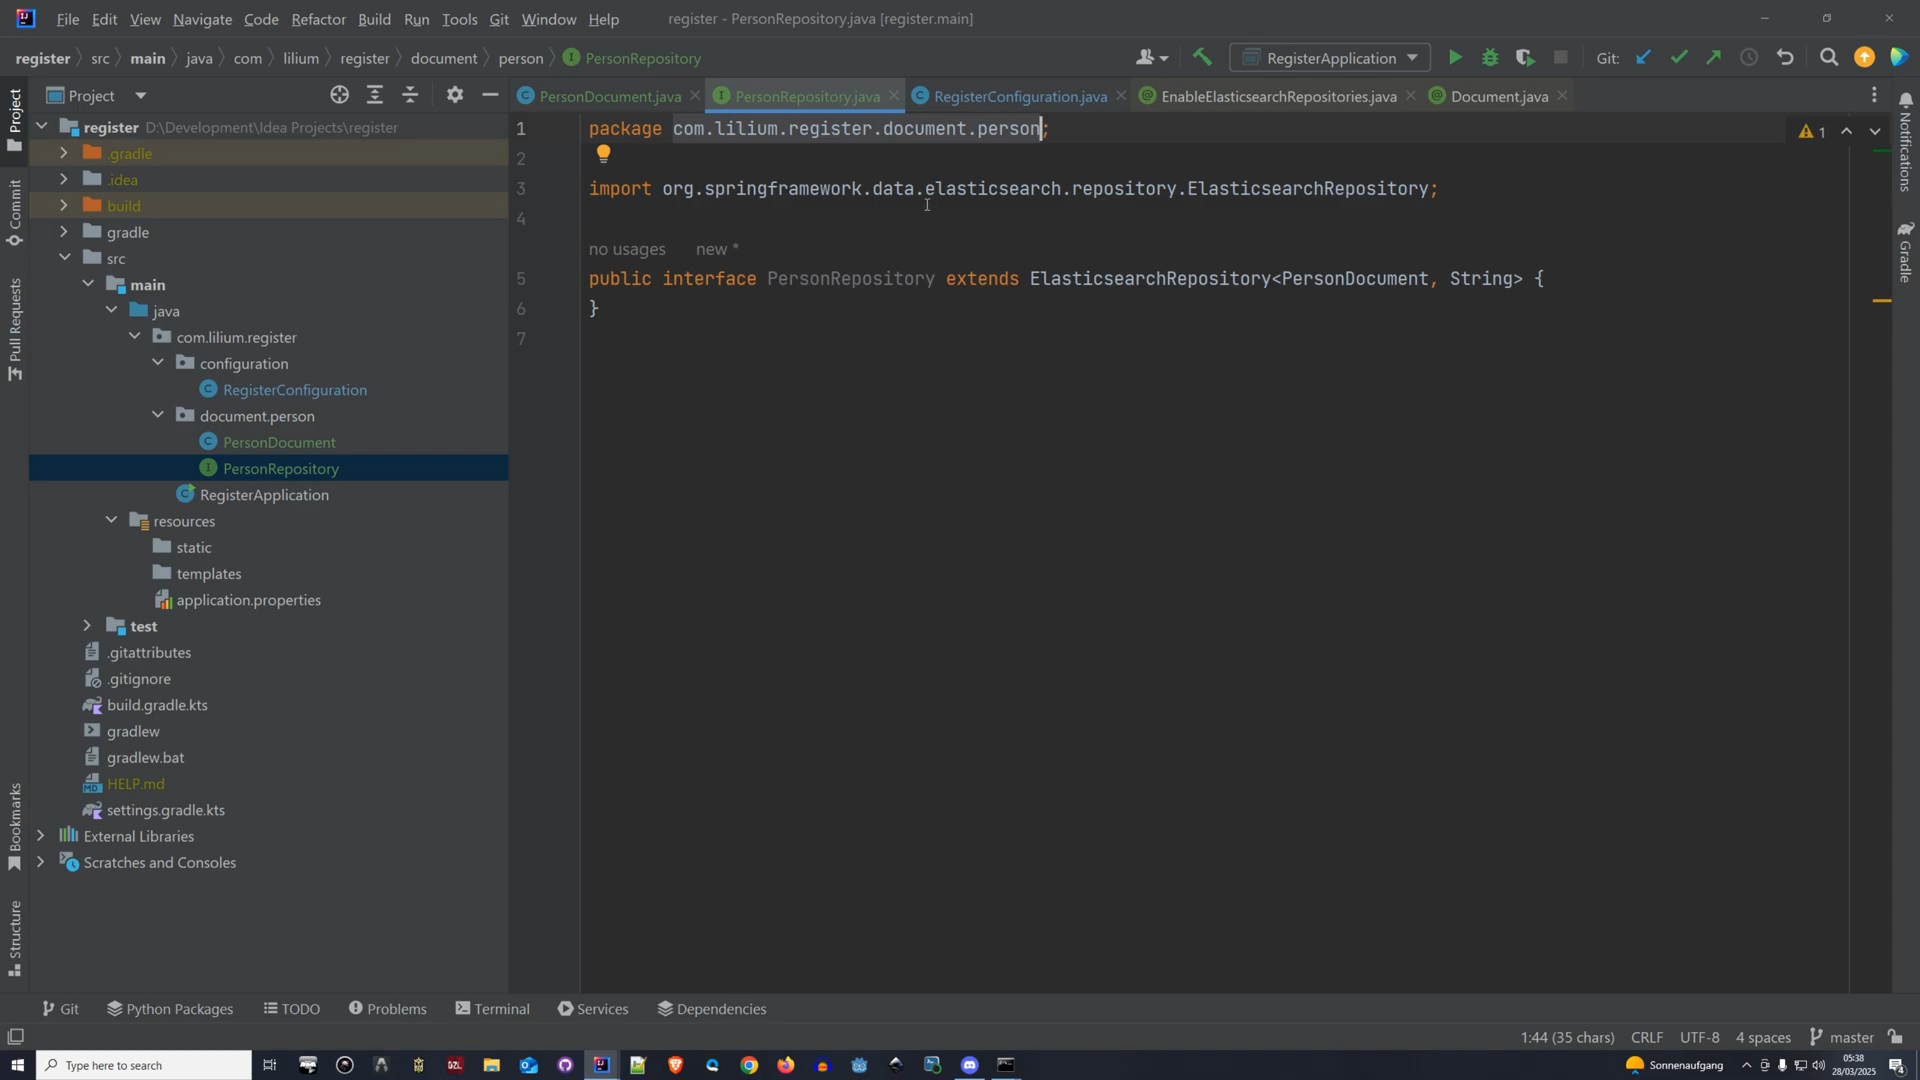 File Edit View Navigate Code Refactor Build Run Tools Git Window Help register - PersonRepository.java [register.main]
register src main java com lilium register document person PersonRepository RegisterApplication Git:
Project PersonDocument.java PersonRepository.java RegisterConfiguration.java EnableElasticsearchRepositories.java Document.java
Project
Commit
Pull Requests
Bookmarks
Structure
register D:\Development\Idea Projects\register
.gradle
.idea
build
gradle
src
main
java
com.lilium.register
configuration
RegisterConfiguration
document.person
PersonDocument
PersonRepository
RegisterApplication
resources
static
templates
application.properties
test
.gitattributes
.gitignore
build.gradle.kts
gradlew
gradlew.bat
HELP.md
settings.gradle.kts
External Libraries
Scratches and Consoles
1 package com.lilium.register.document.person;
2
3 import org.springframework.data.elasticsearch.repository.ElasticsearchRepository;
4
no usages new *
5 public interface PersonRepository extends ElasticsearchRepository<PersonDocument, String> {
6 }
7
1
Notifications
Gradle
Git Python Packages TODO Problems Terminal Services Dependencies
1:44 (35 chars) CRLF UTF-8 4 spaces master
Type here to search
Sonnenaufgang
05:38
28/03/2025
4